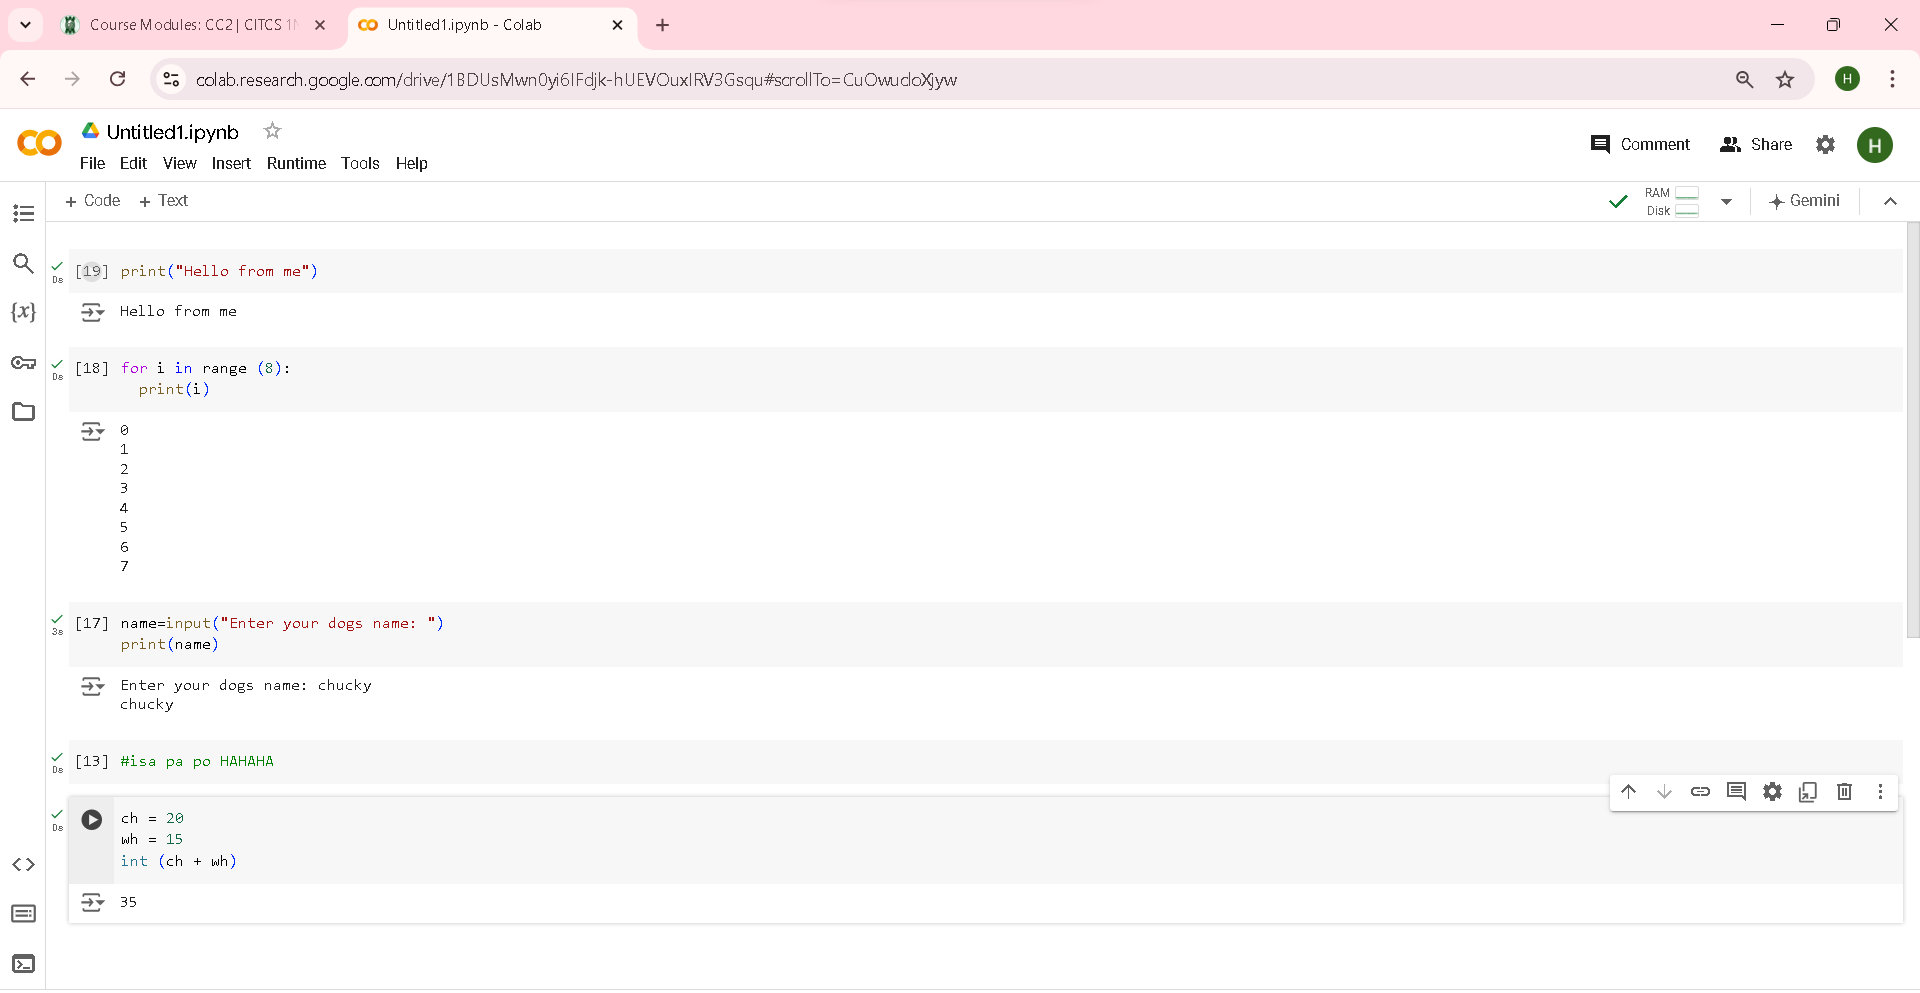 Course Modules: CC2 | CITCS 1
Untitled1.ipynb - Colab
colab.research.google.com/drive/1BDUsMwn0yi6IFdjk-hUEVOuxIRV3Gsqu#scrollTo=CuOwucloXjyw
H
Untitled1.ipynb
File Edit View Insert Runtime Tools Help
Comment
Share
H
+ Code + Text
RAM
Disk
Gemini
[19] print("Hello from me")
0s
Hello from me
[18] for i in range (8):
0s
print(i)
0
1
2
3
4
5
6
7
[17] name=input("Enter your dogs name: ")
3s
print(name)
Enter your dogs name: chucky
chucky
[13] #isa pa po HAHAHA
0s
ch = 20
0s
wh = 15
int (ch + wh)
35